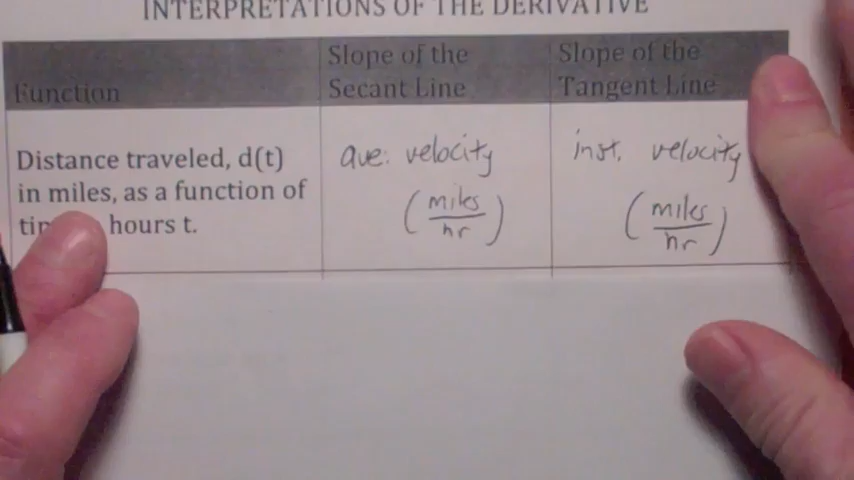 INTERPRETATIONS OF THE DERIVATIVE
Function
Slope of the
Secant Line
Slope of the
Tangent Line
Distance traveled, d(t)
in miles, as a function of
hours t.
ave. velocity
(miles/hr)
inst. velocity
(miles/hr)